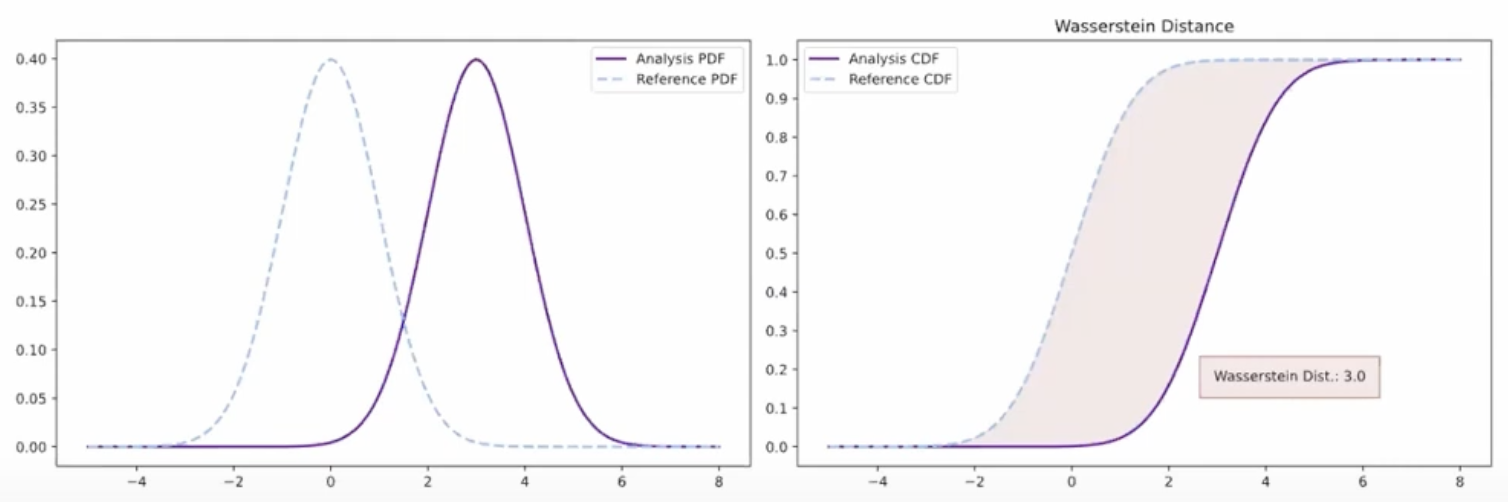 Wasserstein Distance
Analysis PDF
Reference PDF
0.40
0.35
0.30
0.25
0.20
0.15
0.10
0.05
0.00
−4 −2 0 2 4 6 8
Analysis CDF
Reference CDF
1.0
0.9
0.8
0.7
0.6
0.5
0.4
0.3
0.2
0.1
0.0
Wasserstein Dist.: 3.0
−4 −2 0 2 4 6 8